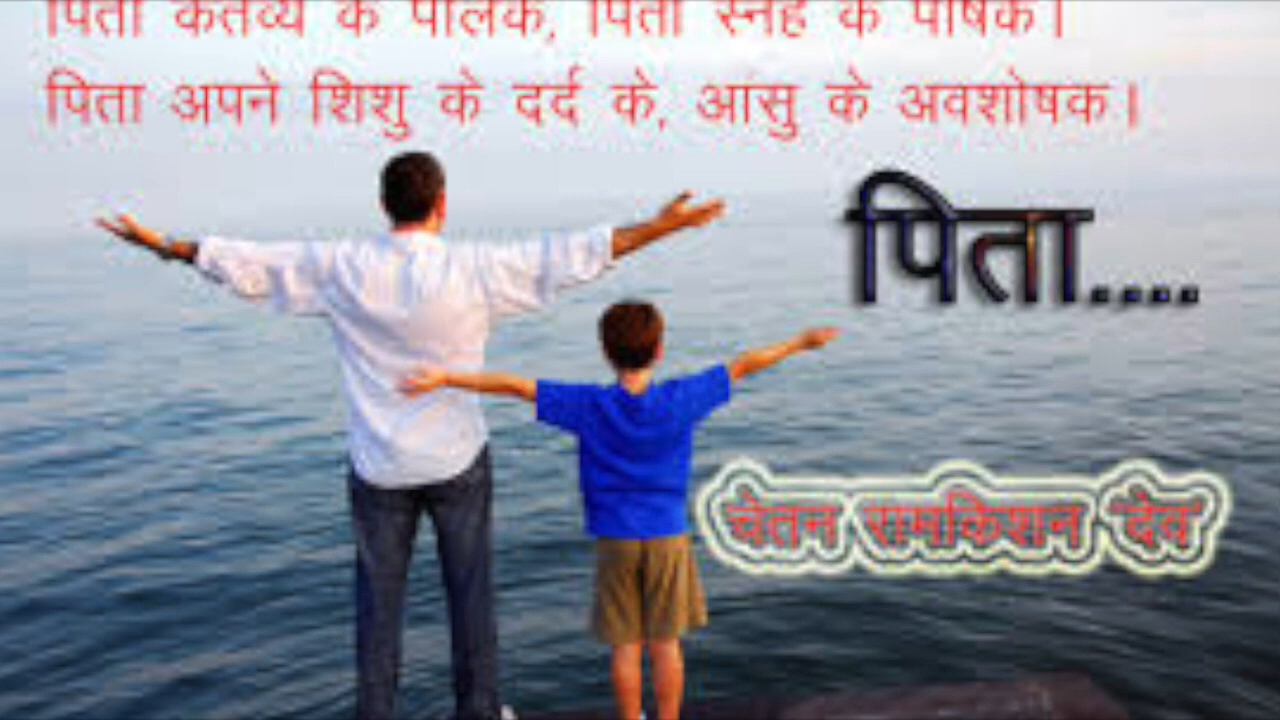 पिता कर्तव्य के पालक, पिता स्नेह के पोषक।
पिता अपने शिशु के दर्द के, आंसु के अवशोषक।
पिता....
चेतन रामकिशन 'देव'